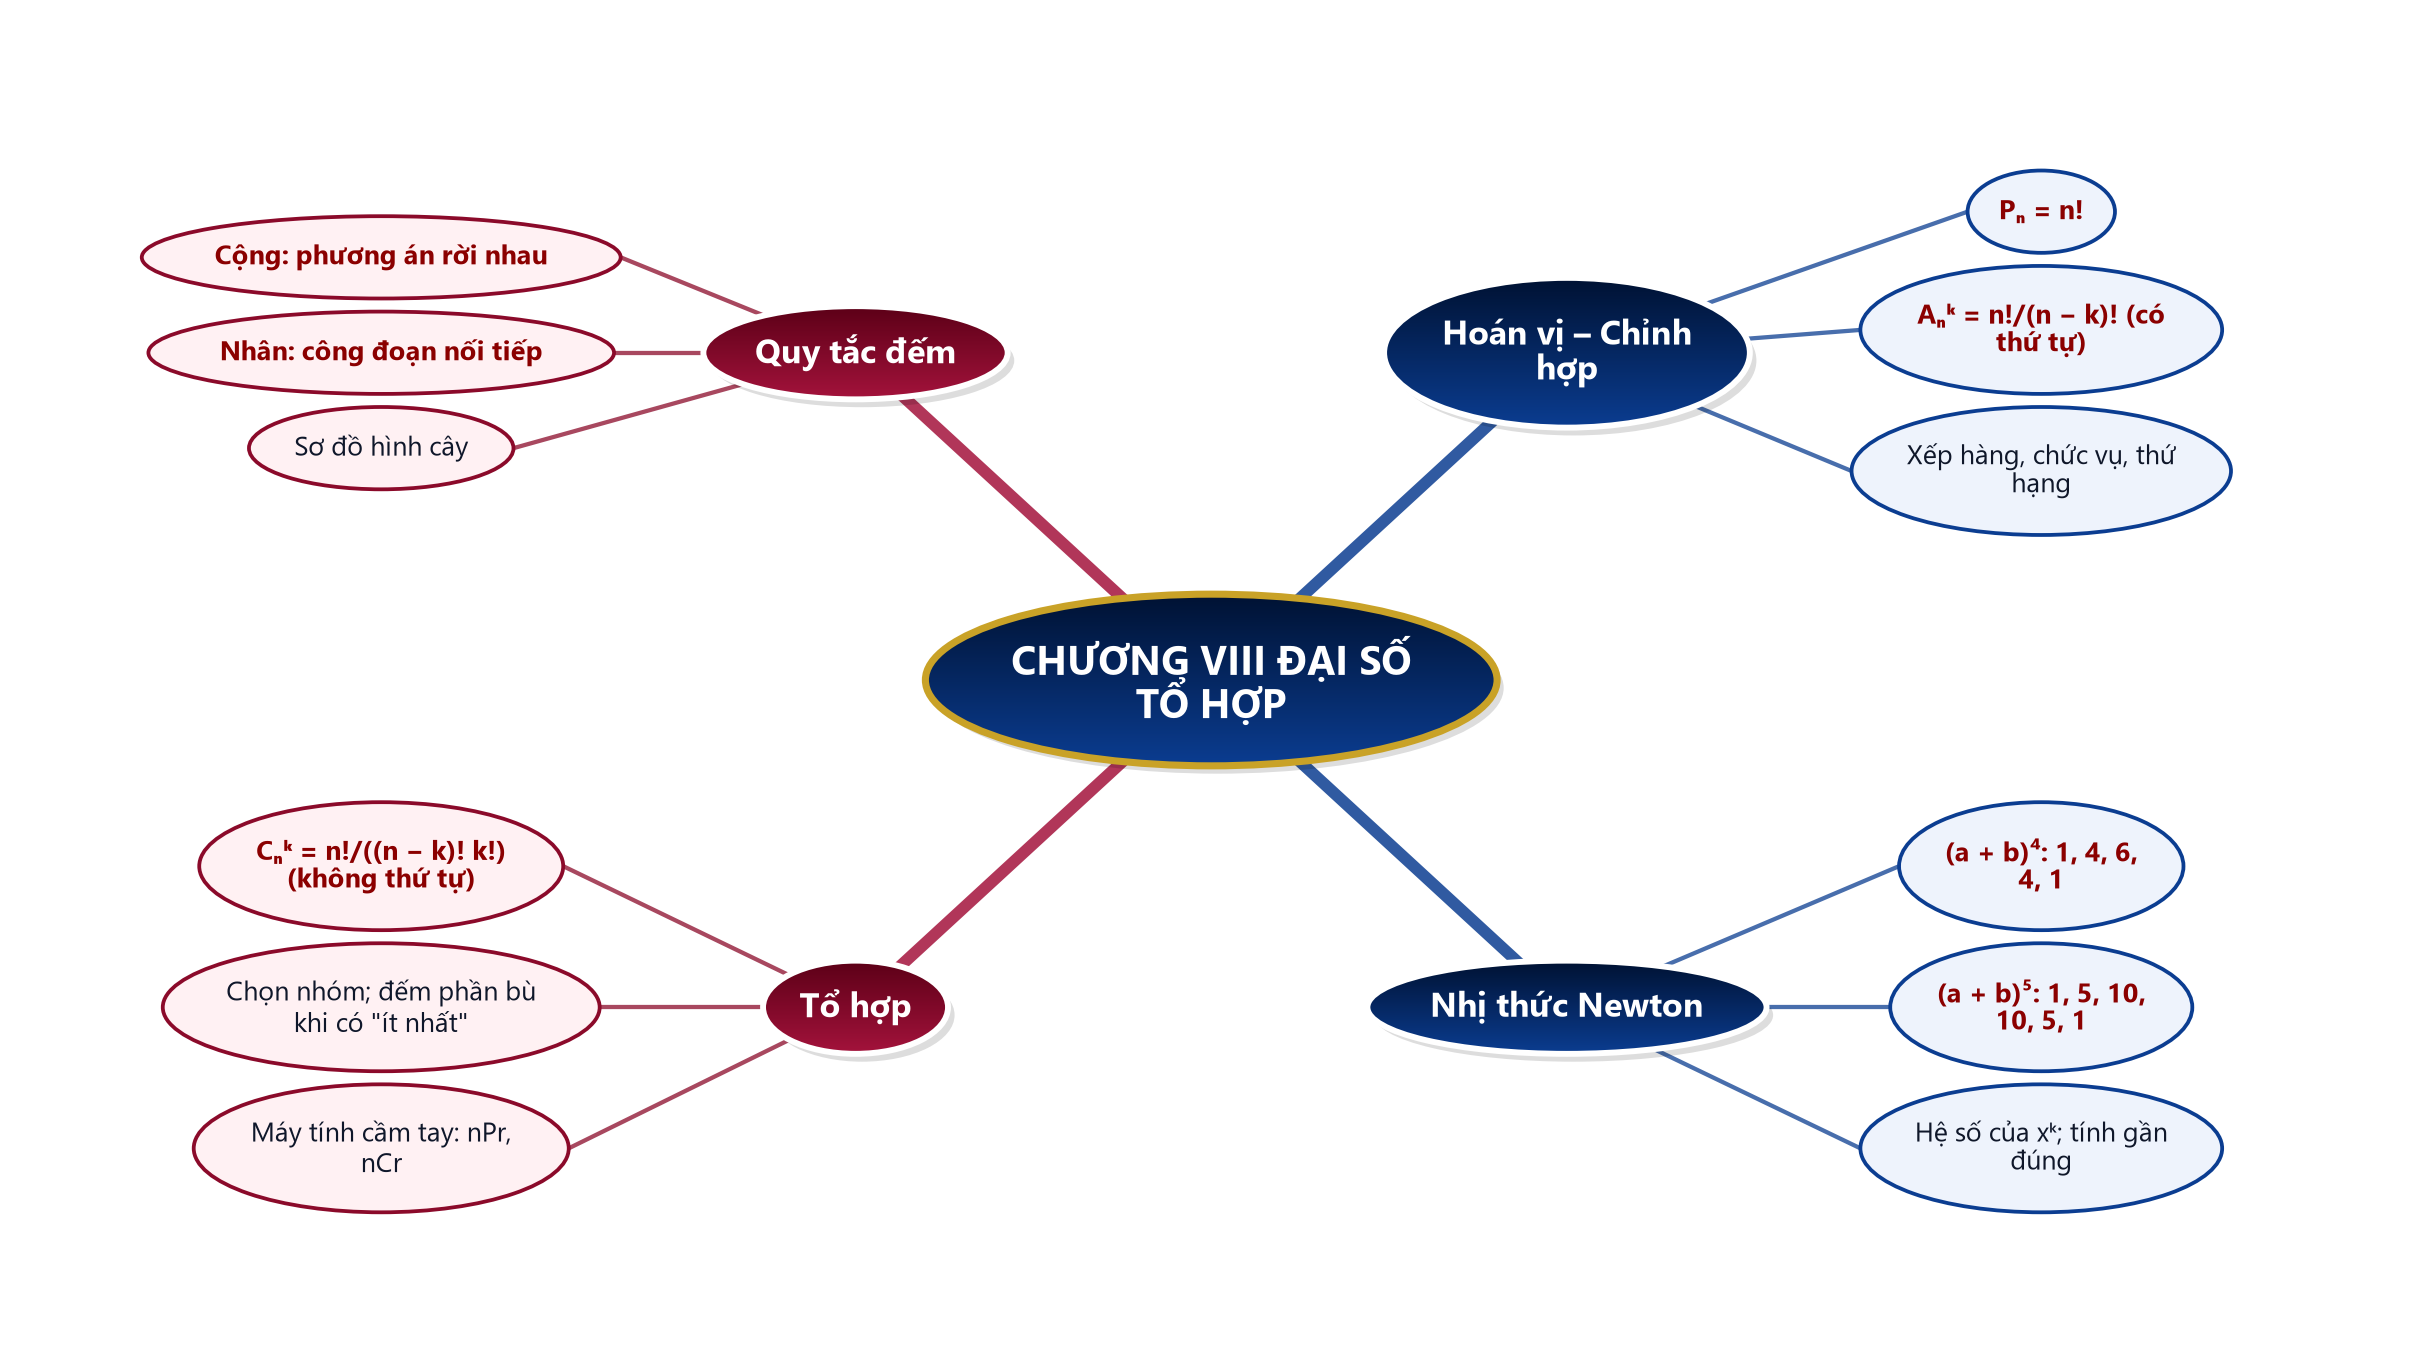 CHƯƠNG VIII ĐẠI SỐ
TỔ HỢP
Quy tắc đếm
Cộng: phương án rời nhau
Nhân: công đoạn nối tiếp
Sơ đồ hình cây
Hoán vị – Chỉnh
hợp
Pₙ = n!
Aₙᵏ = n!/(n − k)! (có
thứ tự)
Xếp hàng, chức vụ, thứ
hạng
Tổ hợp
Cₙᵏ = n!/((n − k)! k!)
(không thứ tự)
Chọn nhóm; đếm phần bù
khi có "ít nhất"
Máy tính cầm tay: nPr,
nCr
Nhị thức Newton
(a + b)⁴: 1, 4, 6,
4, 1
(a + b)⁵: 1, 5, 10,
10, 5, 1
Hệ số của xᵏ; tính gần
đúng